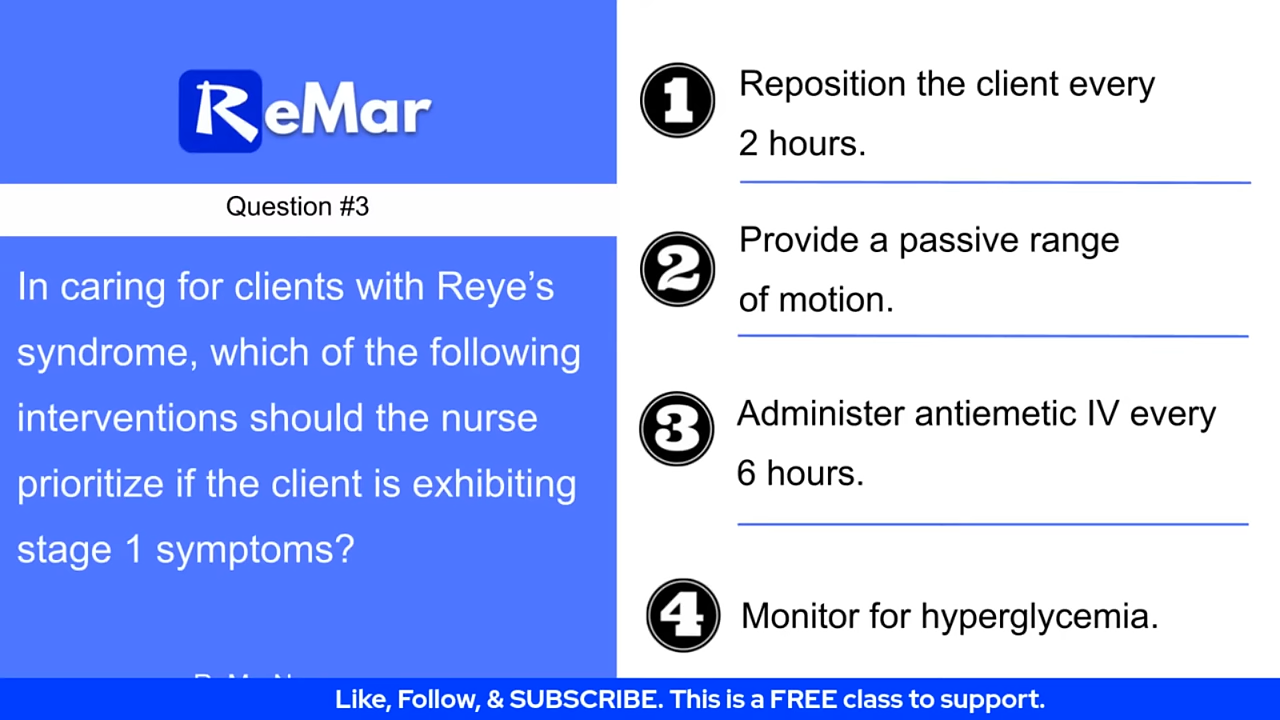 ReMar
Question #3
In caring for clients with Reye’s
syndrome, which of the following
interventions should the nurse
prioritize if the client is exhibiting
stage 1 symptoms?
1
Reposition the client every
2 hours.
2
Provide a passive range
of motion.
3
Administer antiemetic IV every
6 hours.
4
Monitor for hyperglycemia.
Like, Follow, & SUBSCRIBE. This is a FREE class to support.